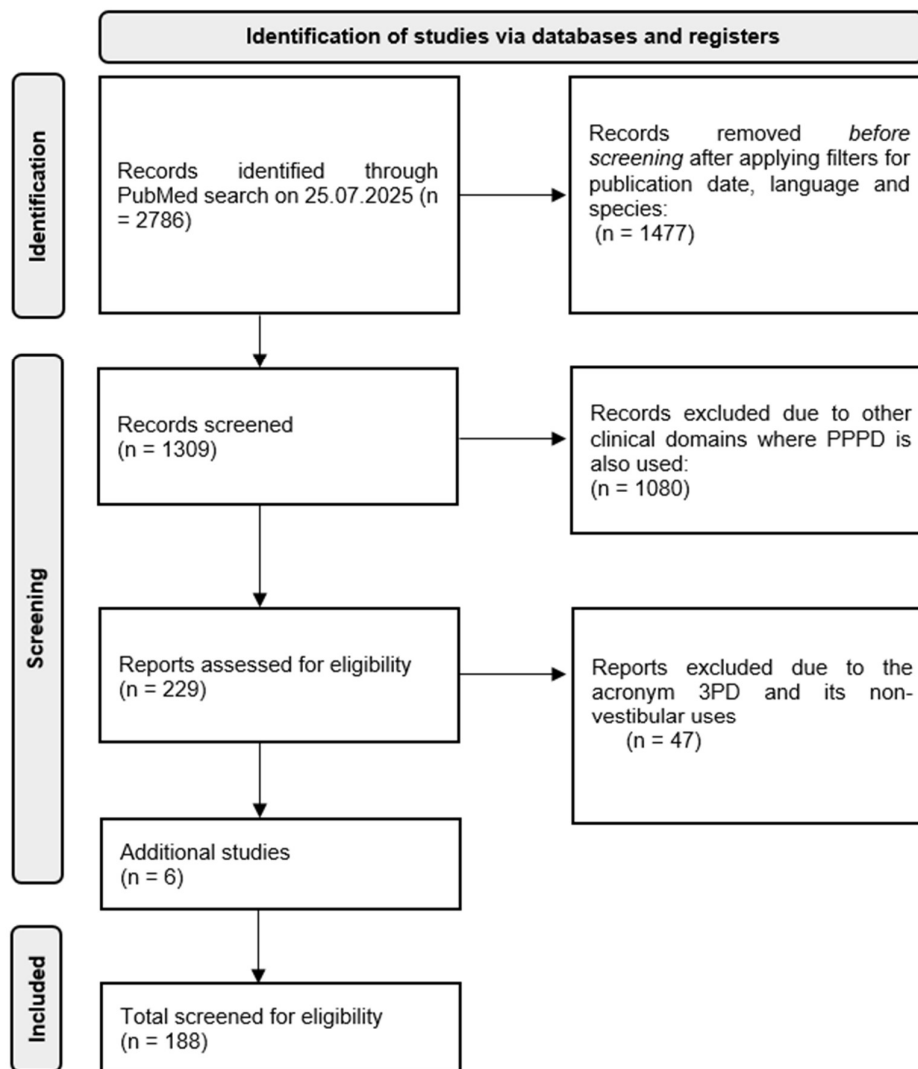 Identification of studies via databases and registers
Identification
Records identified through
PubMed search on 25.07.2025 (n
= 2786)
Records removed before
screening after applying filters for
publication date, language and
species:
(n = 1477)
Screening
Records screened
(n = 1309)
Records excluded due to other
clinical domains where PPPD is
also used:
(n = 1080)
Reports assessed for eligibility
(n = 229)
Reports excluded due to the
acronym 3PD and its non-
vestibular uses
(n = 47)
Additional studies
(n = 6)
Included
Total screened for eligibility
(n = 188)